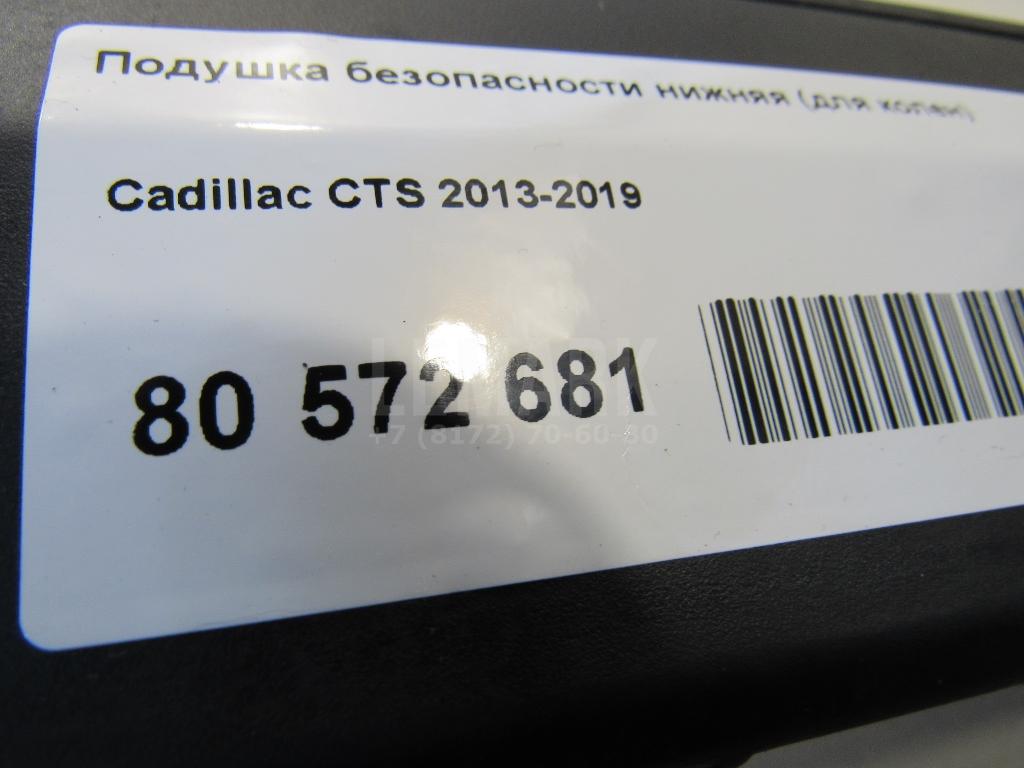 Подушка безопасности нижняя (для колен)
Cadillac CTS 2013-2019
80 572 681
+7 (8172) 70-60-80